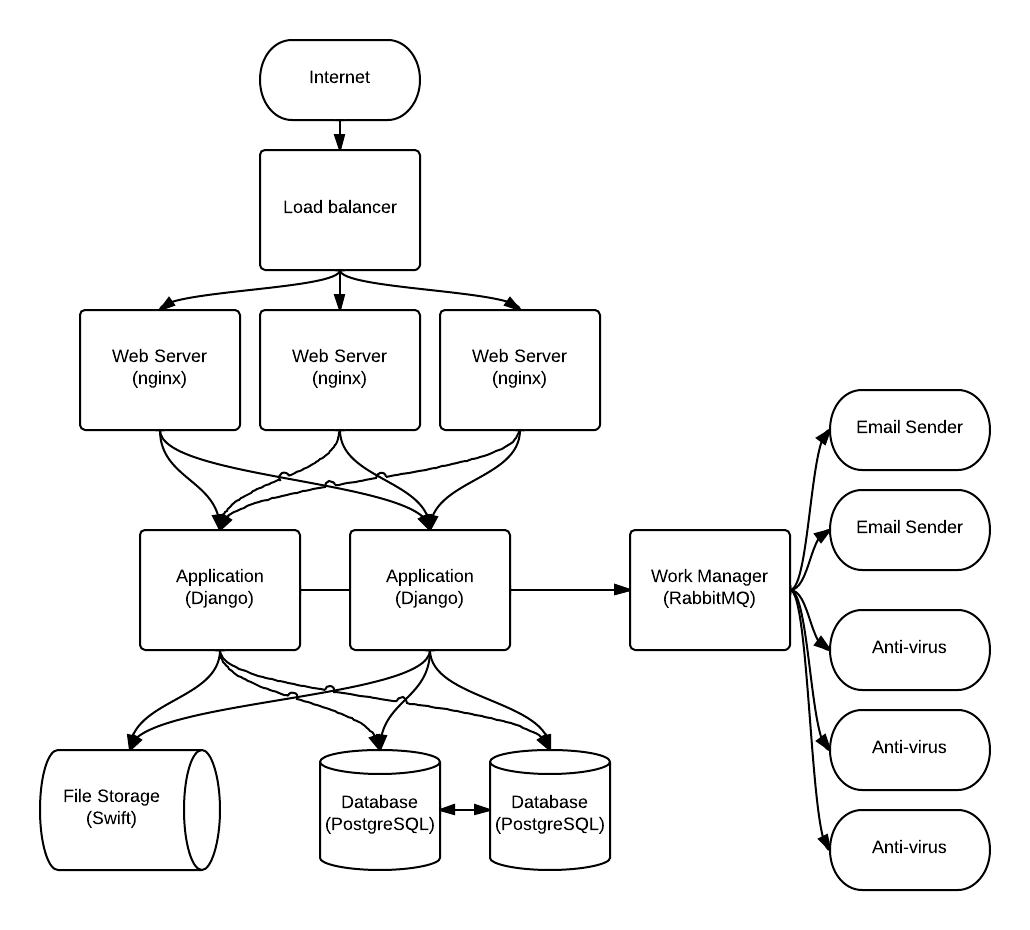 Internet
Load balancer
Web Server
(nginx)
Web Server
(nginx)
Web Server
(nginx)
Application
(Django)
Application
(Django)
Work Manager
(RabbitMQ)
Email Sender
Email Sender
Anti-virus
Anti-virus
Anti-virus
File Storage
(Swift)
Database
(PostgreSQL)
Database
(PostgreSQL)